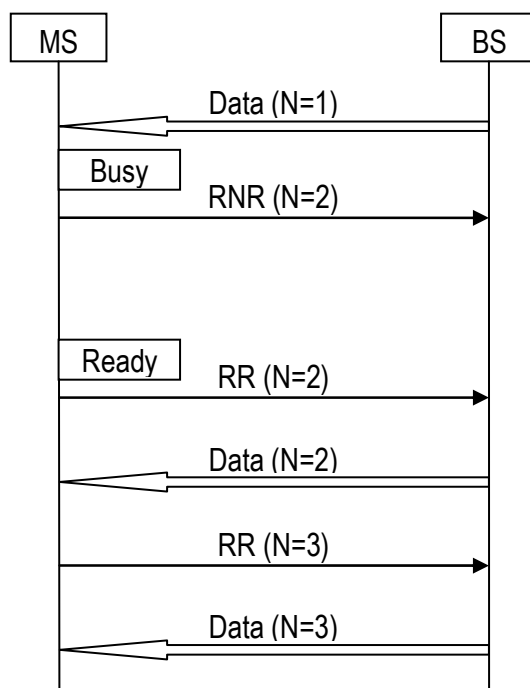 MS
BS
Data (N=1)
Busy
RNR (N=2)
Ready
RR (N=2)
Data (N=2)
RR (N=3)
Data (N=3)